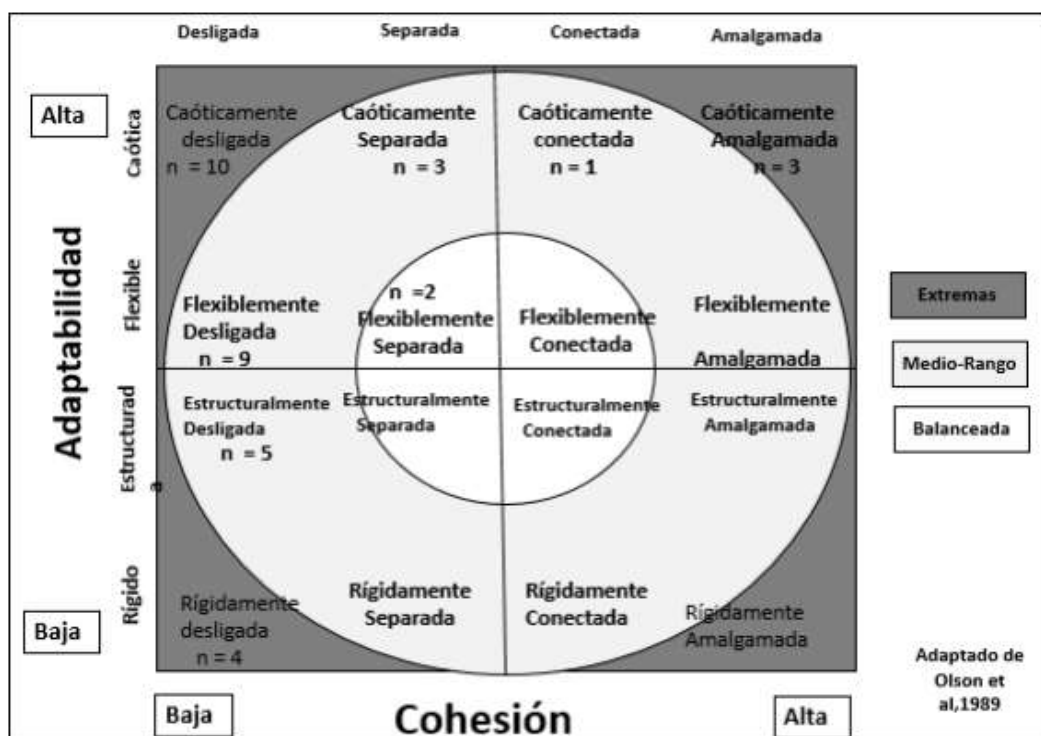 Desligada Separada Conectada Amalgamada
Alta
Caótica
Caóticamente
desligada
n = 10
Caóticamente
Separada
n = 3
Caóticamente
conectada
n = 1
Caóticamente
Amalgamada
n = 3
Adaptabilidad
Flexible
Flexiblemente
Desligada
n = 9
n =2
Flexiblemente
Separada
Flexiblemente
Conectada
Flexiblemente
Amalgamada
Estructurad
a
Estructuralmente
Desligada
n = 5
Estructuralmente
Separada
Estructuralmente
Conectada
Estructuralmente
Amalgamada
Rígido
Baja
Rígidamente
desligada
n = 4
Rígidamente
Separada
Rígidamente
Conectada
Rígidamente
Amalgamada
Extremas
Medio-Rango
Balanceada
Adaptado de
Olson et
al,1989
Baja
Cohesión
Alta